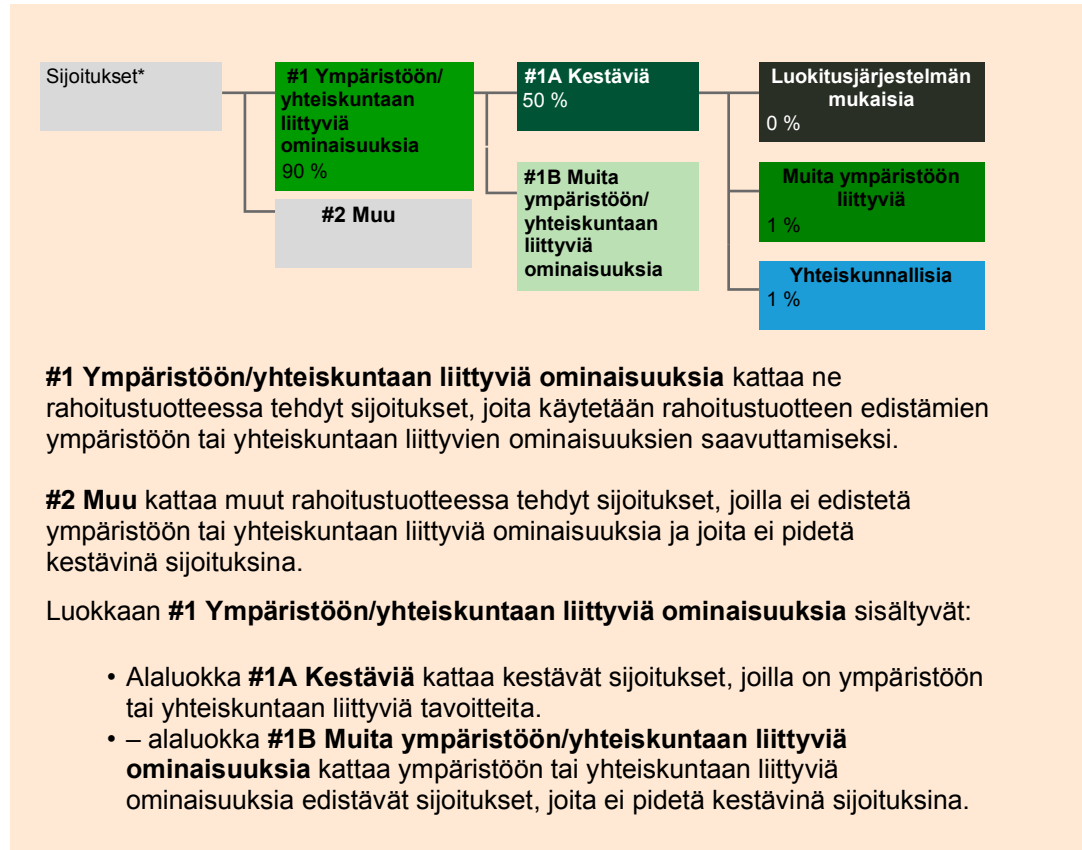 Sijoitukset*
#1 Ympäristöön/
yhteiskuntaan
liittyviä
ominaisuuksia
90 %
#2 Muu
#1A Kestäviä
50 %
#1B Muita
ympäristöön/
yhteiskuntaan
liittyviä
ominaisuuksia
Luokitusjärjestelmän
mukaisia
0 %
Muita ympäristöön
liittyviä
1 %
Yhteiskunnallisia
1 %
#1 Ympäristöön/yhteiskuntaan liittyviä ominaisuuksia kattaa ne
rahoitustuotteessa tehdyt sijoitukset, joita käytetään rahoitustuotteen edistämien
ympäristöön tai yhteiskuntaan liittyvien ominaisuuksien saavuttamiseksi.
#2 Muu kattaa muut rahoitustuotteessa tehdyt sijoitukset, joilla ei edistetä
ympäristöön tai yhteiskuntaan liittyviä ominaisuuksia ja joita ei pidetä
kestävinä sijoituksina.
Luokkaan #1 Ympäristöön/yhteiskuntaan liittyviä ominaisuuksia sisältyvät:
• Alaluokka #1A Kestäviä kattaa kestävät sijoitukset, joilla on ympäristöön
tai yhteiskuntaan liittyviä tavoitteita.
• – alaluokka #1B Muita ympäristöön/yhteiskuntaan liittyviä
ominaisuuksia kattaa ympäristöön tai yhteiskuntaan liittyviä
ominaisuuksia edistävät sijoitukset, joita ei pidetä kestävinä sijoituksina.